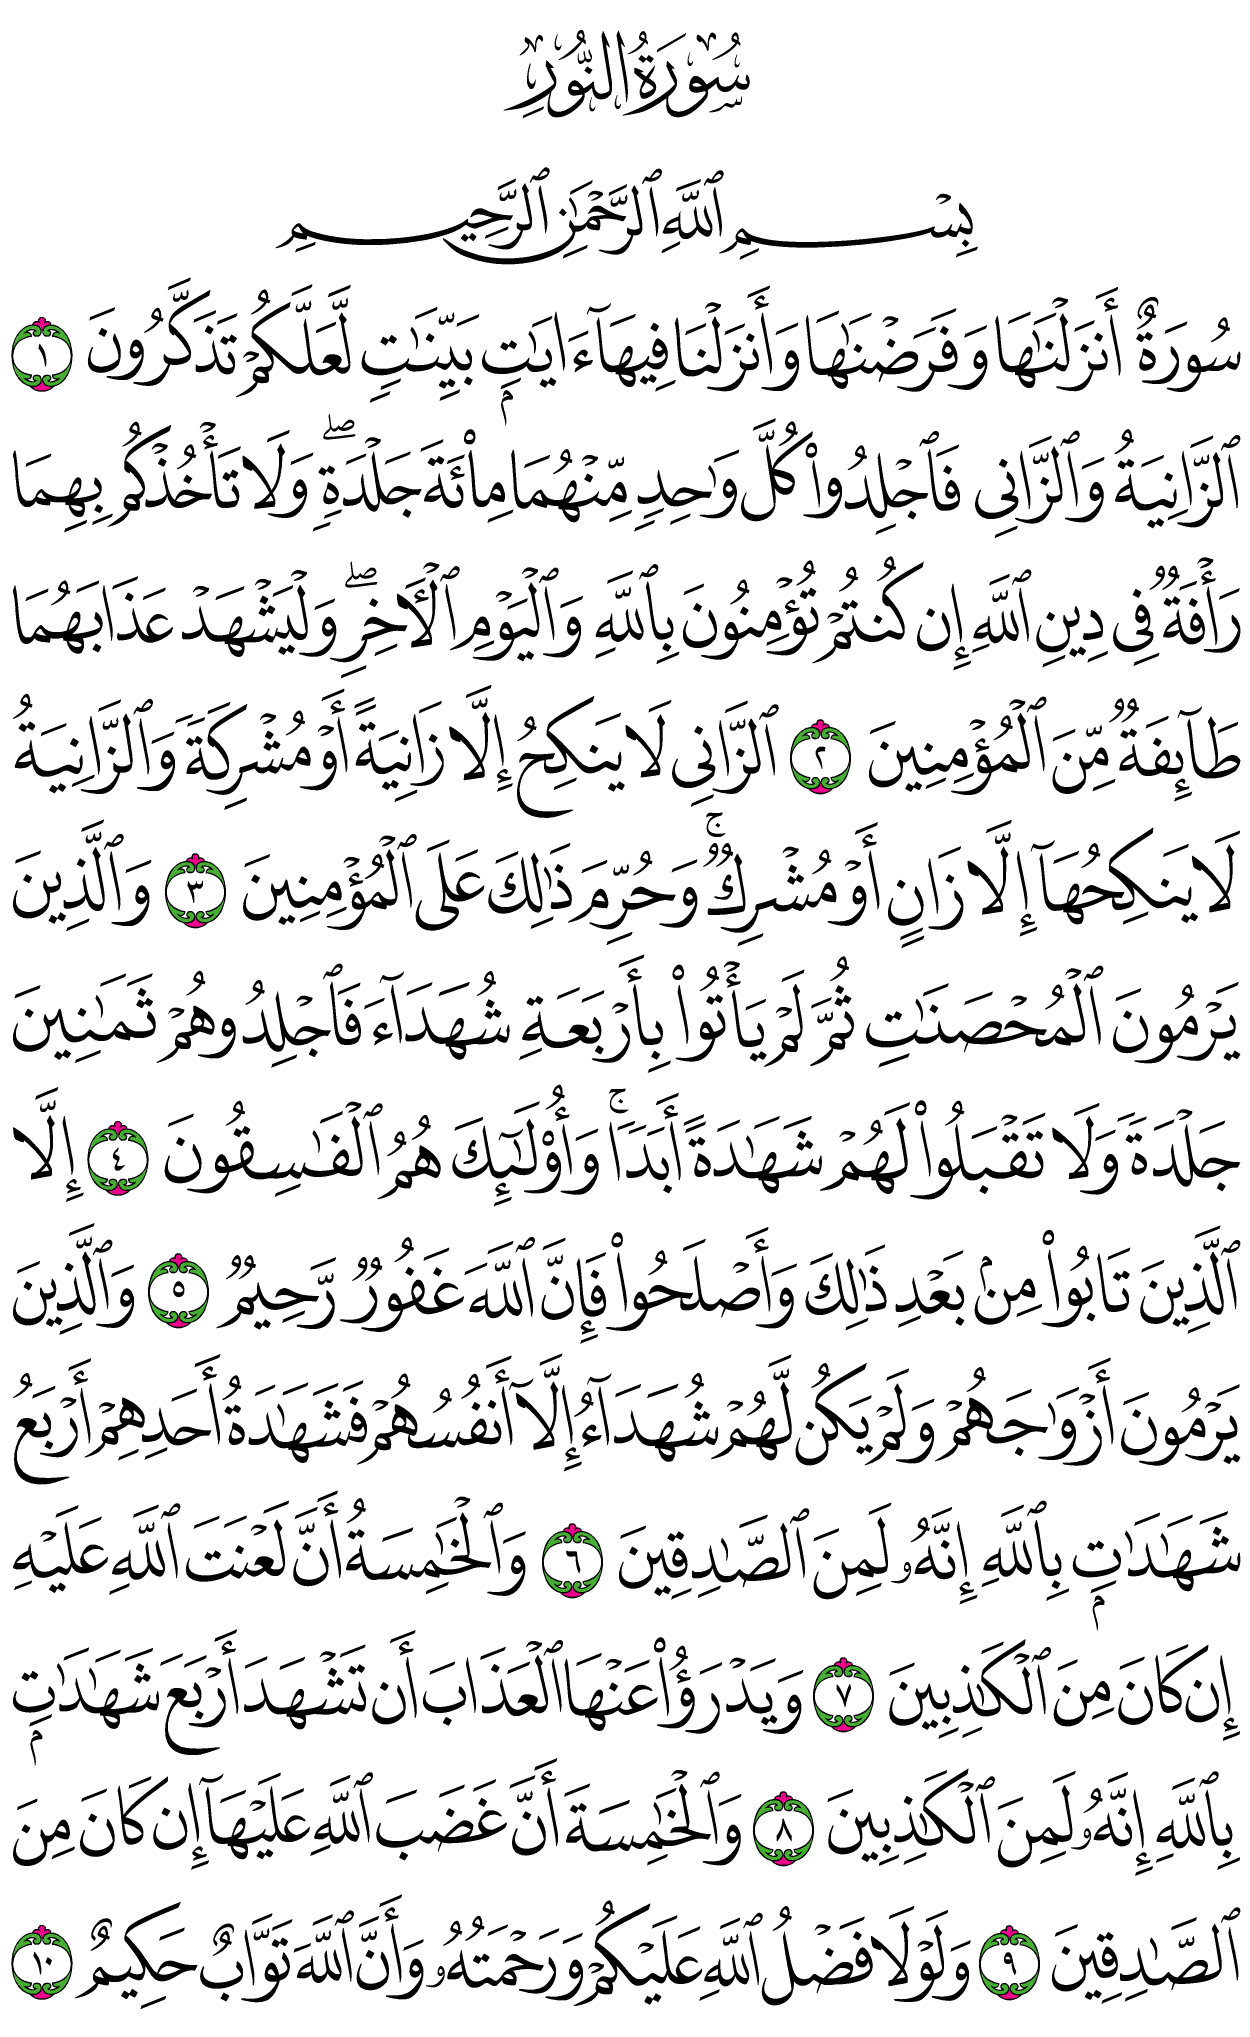 سُورَةُ النُّورِ
بِسْمِ ٱللَّهِ ٱلرَّحْمَٰنِ ٱلرَّحِيمِ
سُورَةٌ أَنزَلْنَٰهَا وَفَرَضْنَٰهَا وَأَنزَلْنَا فِيهَآ ءَايَٰتٍۭ بَيِّنَٰتٍ لَّعَلَّكُمْ تَذَكَّرُونَ ١
ٱلزَّانِيَةُ وَٱلزَّانِى فَٱجْلِدُوا۟ كُلَّ وَٰحِدٍ مِّنْهُمَا مِا۟ئَةَ جَلْدَةٍ ۖ وَلَا تَأْخُذْكُم بِهِمَا
رَأْفَةٌ فِى دِينِ ٱللَّهِ إِن كُنتُمْ تُؤْمِنُونَ بِٱللَّهِ وَٱلْيَوْمِ ٱلْأَخِرِ ۖ وَلْيَشْهَدْ عَذَابَهُمَا
طَآئِفَةٌ مِّنَ ٱلْمُؤْمِنِينَ ٢ ٱلزَّانِى لَا يَنكِحُ إِلَّا زَانِيَةً أَوْ مُشْرِكَةً وَٱلزَّانِيَةُ
لَا يَنكِحُهَآ إِلَّا زَانٍ أَوْ مُشْرِكٌ ۚ وَحُرِّمَ ذَٰلِكَ عَلَى ٱلْمُؤْمِنِينَ ٣ وَٱلَّذِينَ
يَرْمُونَ ٱلْمُحْصَنَٰتِ ثُمَّ لَمْ يَأْتُوا۟ بِأَرْبَعَةِ شُهَدَآءَ فَٱجْلِدُوهُمْ ثَمَٰنِينَ
جَلْدَةً وَلَا تَقْبَلُوا۟ لَهُمْ شَهَٰدَةً أَبَدًا ۚ وَأُو۟لَٰٓئِكَ هُمُ ٱلْفَٰسِقُونَ ٤ إِلَّا
ٱلَّذِينَ تَابُوا۟ مِنۢ بَعْدِ ذَٰلِكَ وَأَصْلَحُوا۟ فَإِنَّ ٱللَّهَ غَفُورٌ رَّحِيمٌ ٥ وَٱلَّذِينَ
يَرْمُونَ أَزْوَٰجَهُمْ وَلَمْ يَكُن لَّهُمْ شُهَدَآءُ إِلَّآ أَنفُسُهُمْ فَشَهَٰدَةُ أَحَدِهِمْ أَرْبَعُ
شَهَٰدَٰتٍۭ بِٱللَّهِ إِنَّهُۥ لَمِنَ ٱلصَّٰدِقِينَ ٦ وَٱلْخَٰمِسَةُ أَنَّ لَعْنَتَ ٱللَّهِ عَلَيْهِ
إِن كَانَ مِنَ ٱلْكَٰذِبِينَ ٧ وَيَدْرَؤُا۟ عَنْهَا ٱلْعَذَابَ أَن تَشْهَدَ أَرْبَعَ شَهَٰدَٰتٍۭ
بِٱللَّهِ إِنَّهُۥ لَمِنَ ٱلْكَٰذِبِينَ ٨ وَٱلْخَٰمِسَةَ أَنَّ غَضَبَ ٱللَّهِ عَلَيْهَآ إِن كَانَ مِنَ
ٱلصَّٰدِقِينَ ٩ وَلَوْلَا فَضْلُ ٱللَّهِ عَلَيْكُمْ وَرَحْمَتُهُۥ وَأَنَّ ٱللَّهَ تَوَّابٌ حَكِيمٌ ١٠